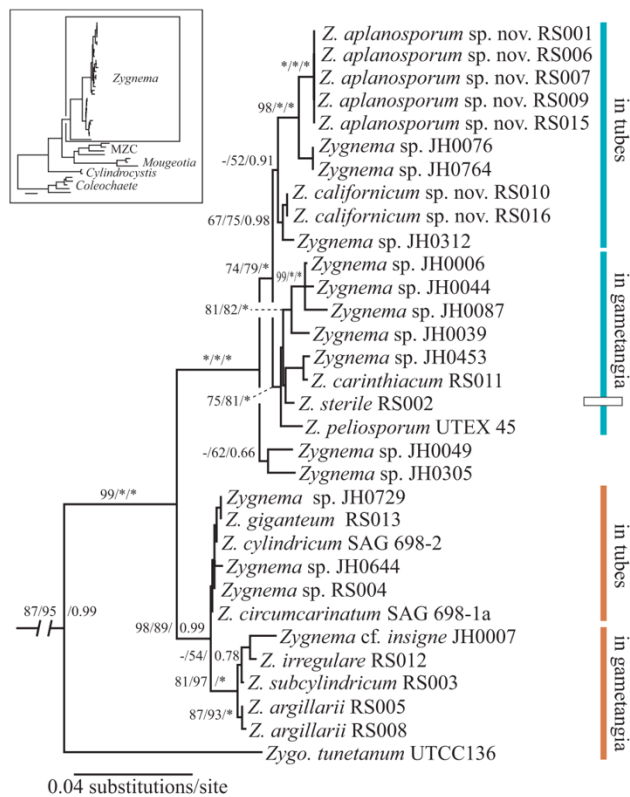 Zygnema
MZC
Mougeotia
Cylindrocystis
Coleochaete
Z. aplanosporum sp. nov. RS001
Z. aplanosporum sp. nov. RS006
*/*/*
Z. aplanosporum sp. nov. RS007
Z. aplanosporum sp. nov. RS009
98/*/*
Z. aplanosporum sp. nov. RS015
Zygnema sp. JH0076
-/52/0.91
Zygnema sp. JH0764
Z. californicum sp. nov. RS010
67/75/0.98
Z. californicum sp. nov. RS016
Zygnema sp. JH0312
in tubes
74/79/*
Zygnema sp. JH0006
99/*/*
Zygnema sp. JH0044
81/82/*
Zygnema sp. JH0087
Zygnema sp. JH0039
*/*/*
Zygnema sp. JH0453
Z. carinthiacum RS011
75/81/*
Z. sterile RS002
Z. peliosporum UTEX 45
in gametangia
-/62/0.66
Zygnema sp. JH0049
Zygnema sp. JH0305
99/*/*
Zygnema sp. JH0729
Z. giganteum RS013
Z. cylindricum SAG 698-2
Zygnema sp. JH0644
Zygnema sp. RS004
Z. circumcarinatum SAG 698-1a
in tubes
87/95/0.99
98/89/0.99
Zygnema cf. insigne JH0007
-/54/0.78
Z. irregulare RS012
81/97/*
Z. subcylindricum RS003
87/93/*
Z. argillarii RS005
Z. argillarii RS008
in gametangia
Zygo. tunetanum UTCC136
0.04 substitutions/site